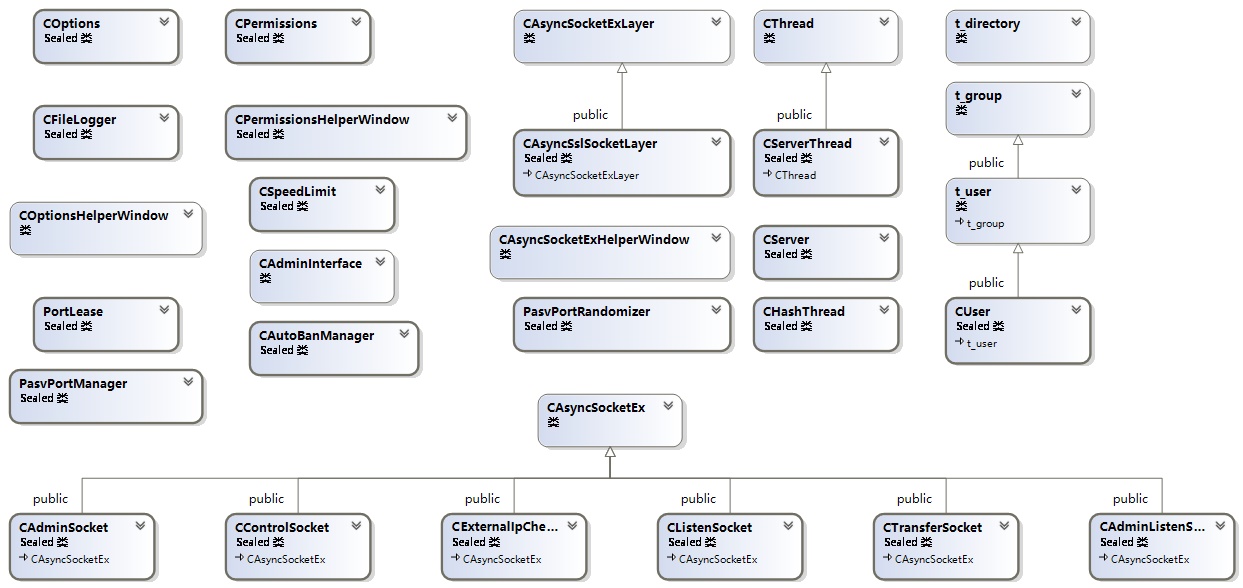 COptions
Sealed
CPermissions
Sealed
CAsyncSocketExLayer
CThread
t_directory
t_group
public
public
CFileLogger
Sealed
CPermissionsHelperWindow
Sealed
CAsyncSslSocketLayer
Sealed
CAsyncSocketExLayer
CServerThread
Sealed
CThread
public
CSpeedLimit
Sealed
t_user
t_group
COptionsHelperWindow
CAsyncSocketExHelperWindow
CServer
Sealed
CAdminInterface
public
PortLease
Sealed
PasvPortRandomizer
Sealed
CHashThread
Sealed
CUser
Sealed
t_user
CAutoBanManager
Sealed
PasvPortManager
Sealed
CAsyncSocketEx
public
public
public
public
public
public
CAdminSocket
Sealed
CAsyncSocketEx
CControlSocket
Sealed
CAsyncSocketEx
CExternalIpChe...
Sealed
CAsyncSocketEx
CListenSocket
Sealed
CAsyncSocketEx
CTransferSocket
Sealed
CAsyncSocketEx
CAdminListenS...
Sealed
CAsyncSocketEx